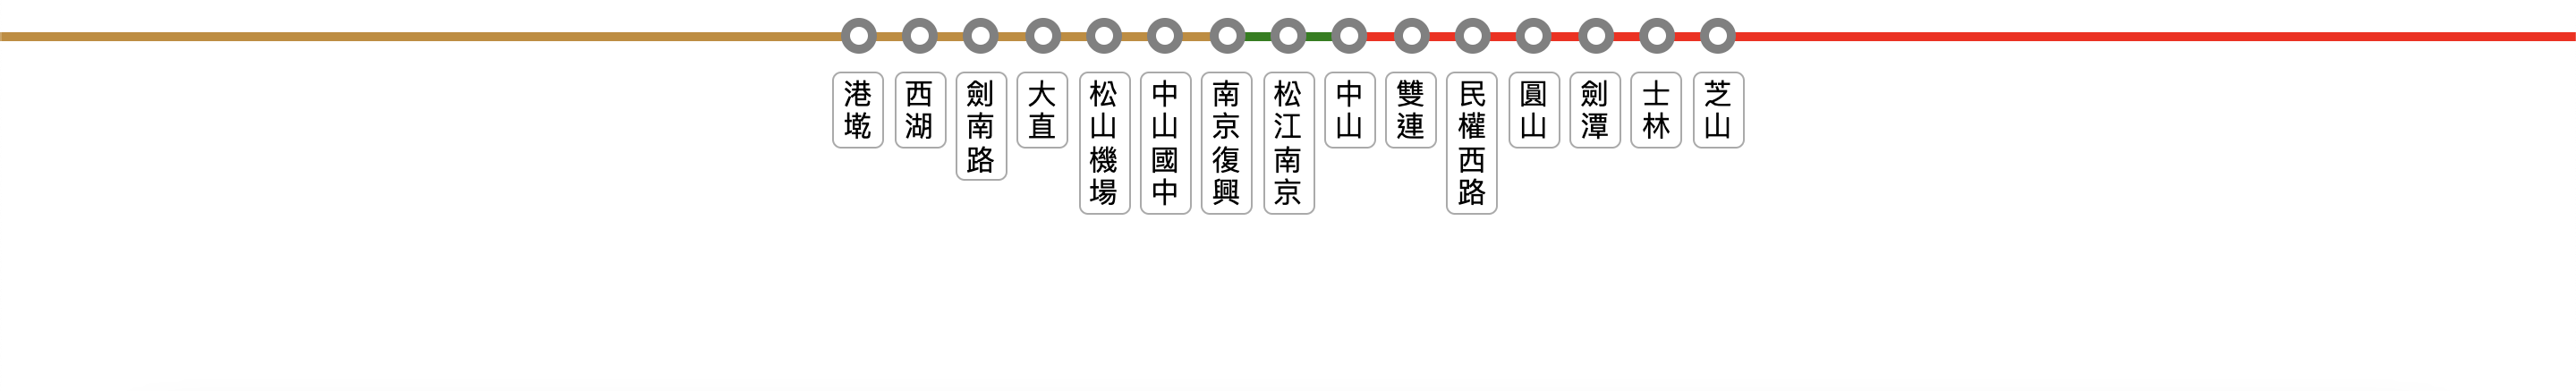 港墘
西湖
劍南路
大直
松山機場
中山國中
南京復興
松江南京
中山
雙連
民權西路
圓山
劍潭
士林
芝山